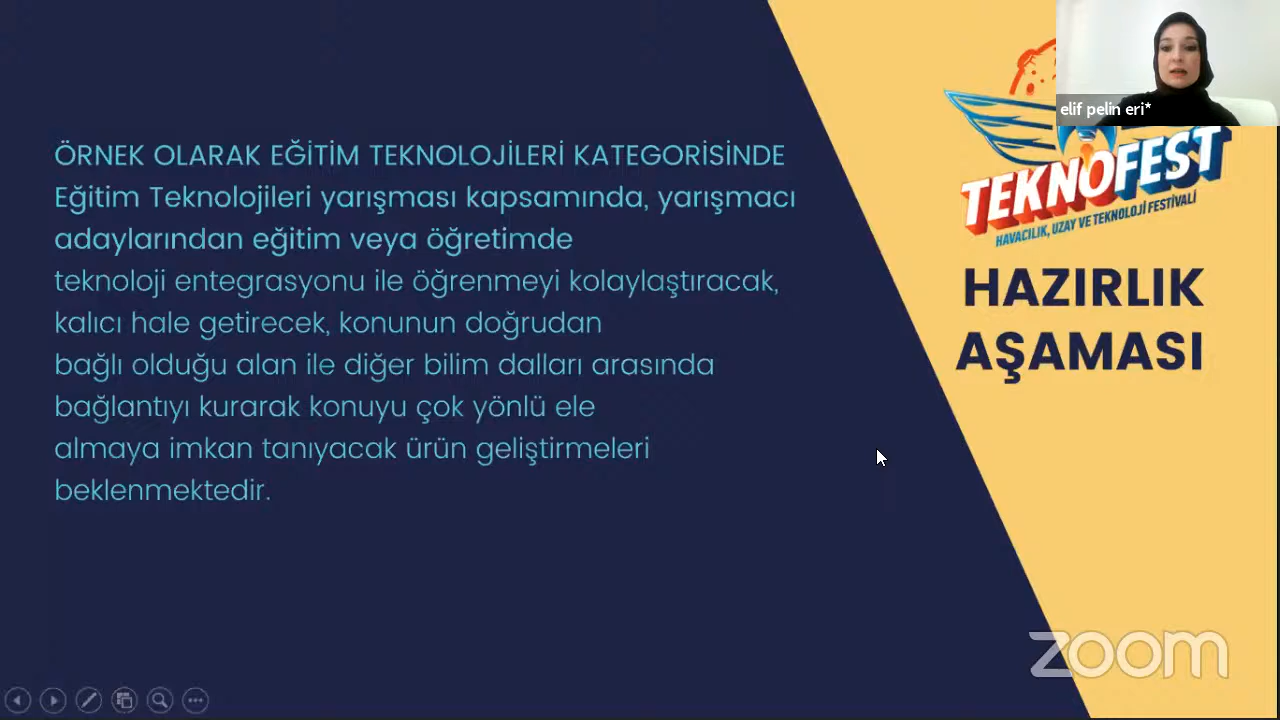 ÖRNEK OLARAK EĞİTİM TEKNOLOJİLERİ KATEGORİSİNDE
Eğitim Teknolojileri yarışması kapsamında, yarışmacı
adaylarından eğitim veya öğretimde
teknoloji entegrasyonu ile öğrenmeyi kolaylaştıracak,
kalıcı hale getirecek, konunun doğrudan
bağlı olduğu alan ile diğer bilim dalları arasında
bağlantıyı kurarak konuyu çok yönlü ele
almaya imkan tanıyacak ürün geliştirmeleri
beklenmektedir.
elif pelin eri*
TEKNOFEST
HAVACILIK, UZAY VE TEKNOLOJİ FESTİVALİ
HAZIRLIK
AŞAMASI
zoom